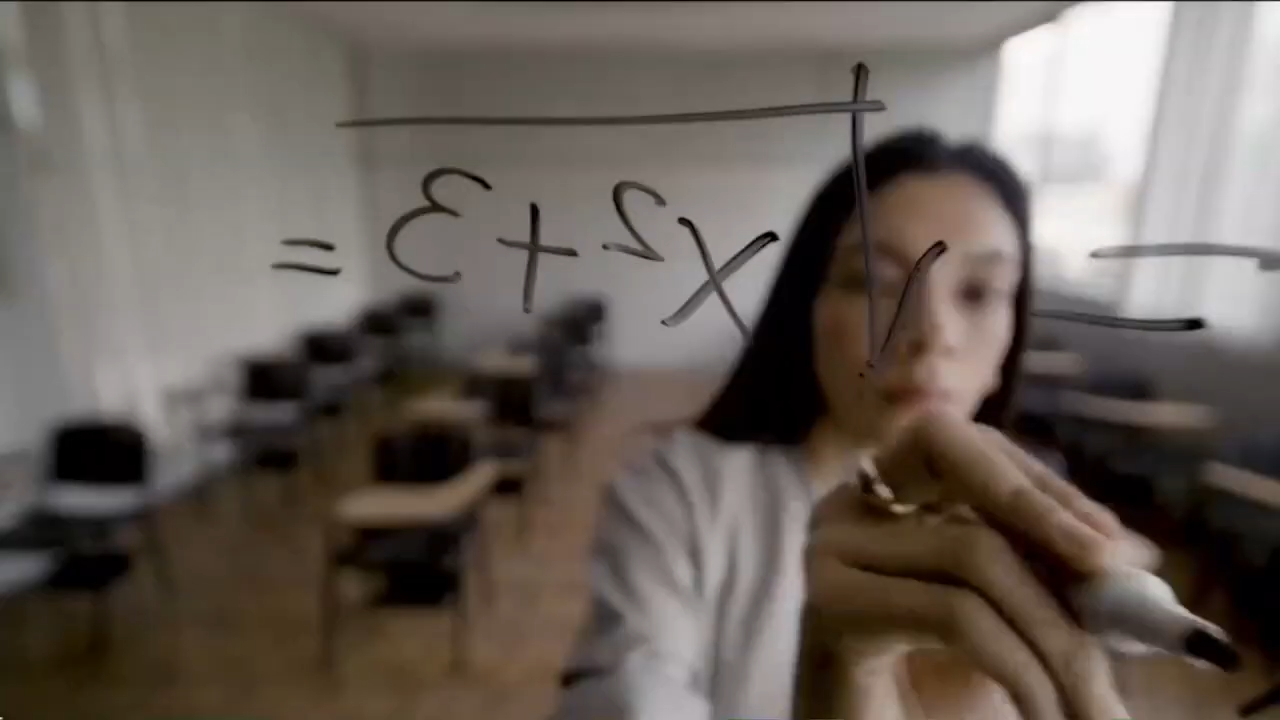 = √x²+3 =